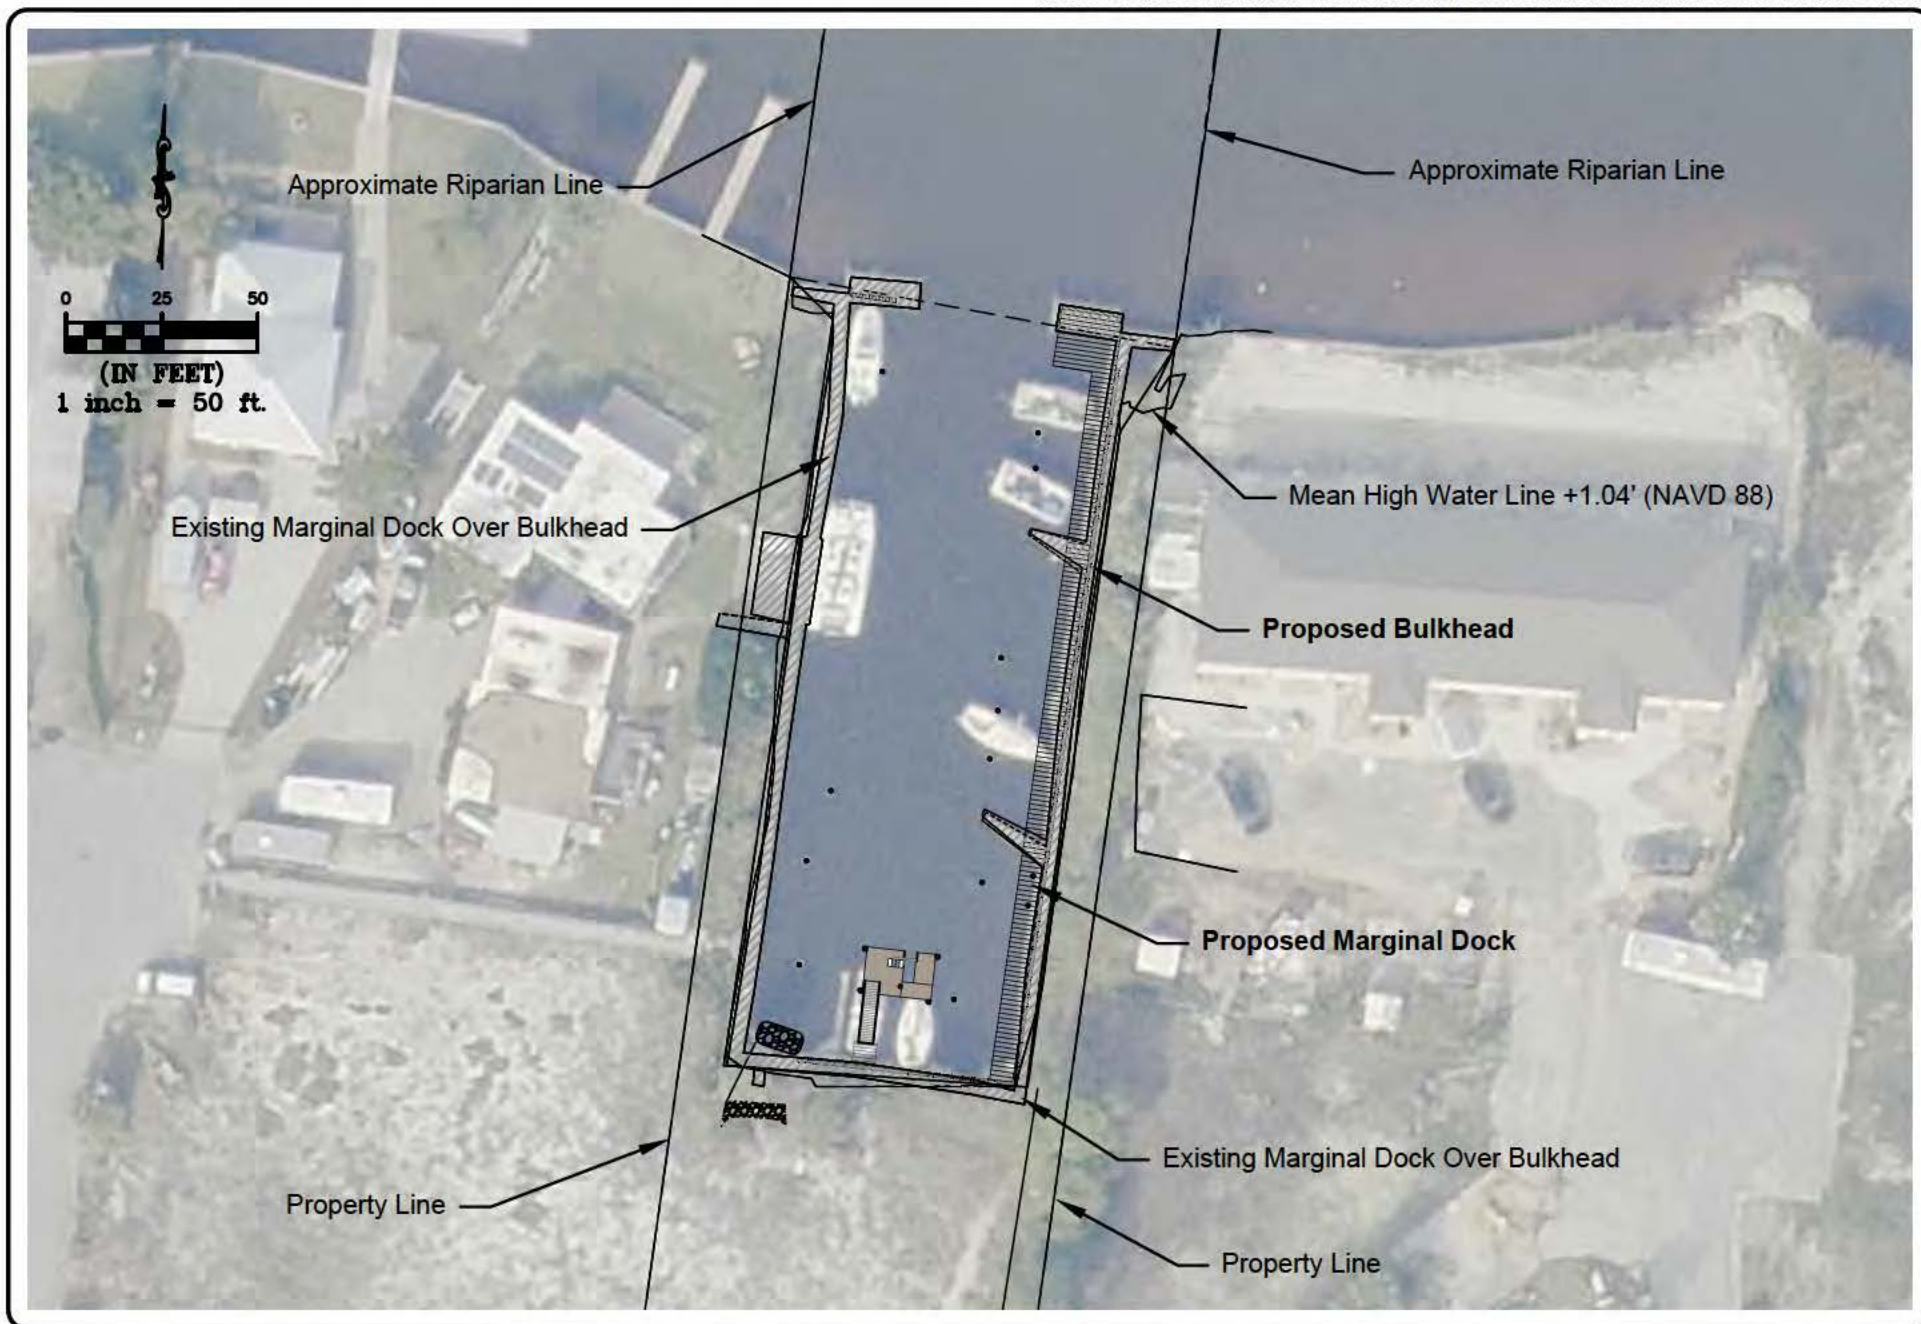 Approximate Riparian Line
Approximate Riparian Line
0 25 50
(IN FEET)
1 inch = 50 ft.
Mean High Water Line +1.04' (NAVD 88)
Existing Marginal Dock Over Bulkhead
Proposed Bulkhead
Proposed Marginal Dock
Existing Marginal Dock Over Bulkhead
Property Line
Property Line